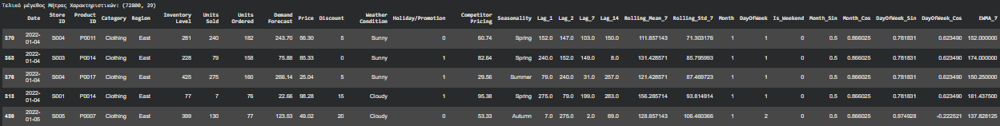 Τελικό μέγεθος Μήτρας Χαρακτηριστικών: (72800, 29)
Date Store ID Product ID Category Region Inventory Level Units Sold Units Ordered Demand Forecast Price Discount Weather Condition Holiday/Promotion Competitor Pricing Seasonality Lag_1 Lag_2 Lag_7 Lag_14 Rolling_Mean_7 Rolling_Std_7 Month DayOfWeek Is_Weekend Month_Sin Month_Cos DayOfWeek_Sin DayOfWeek_Cos EWMA_7
370 2022-01-04 S004 P0011 Clothing East 281 240 182 243.70 56.30 5 Sunny 0 60.74 Spring 152.0 147.0 103.0 150.0 111.857143 71.303176 1 1 0 0.5 0.866025 0.781831 0.623490 152.000000
353 2022-01-04 S003 P0014 Clothing East 228 79 158 75.88 85.33 0 Sunny 1 82.64 Spring 240.0 152.0 149.0 8.0 131.428571 85.795993 1 1 0 0.5 0.866025 0.781831 0.623490 174.000000
376 2022-01-04 S004 P0017 Clothing East 425 275 160 266.14 25.04 5 Sunny 1 29.56 Summer 79.0 240.0 31.0 257.0 121.428571 87.469723 1 1 0 0.5 0.866025 0.781831 0.623490 150.250000
313 2022-01-04 S001 P0014 Clothing East 77 7 76 22.66 98.28 15 Cloudy 1 95.38 Spring 275.0 79.0 199.0 283.0 156.285714 93.814914 1 1 0 0.5 0.866025 0.781831 0.623490 181.437500
486 2022-01-05 S005 P0007 Clothing East 399 130 77 123.53 49.02 20 Cloudy 0 53.33 Autumn 7.0 275.0 2.0 89.0 128.857143 106.460366 1 2 0 0.5 0.866025 0.974928 -0.222521 137.828125